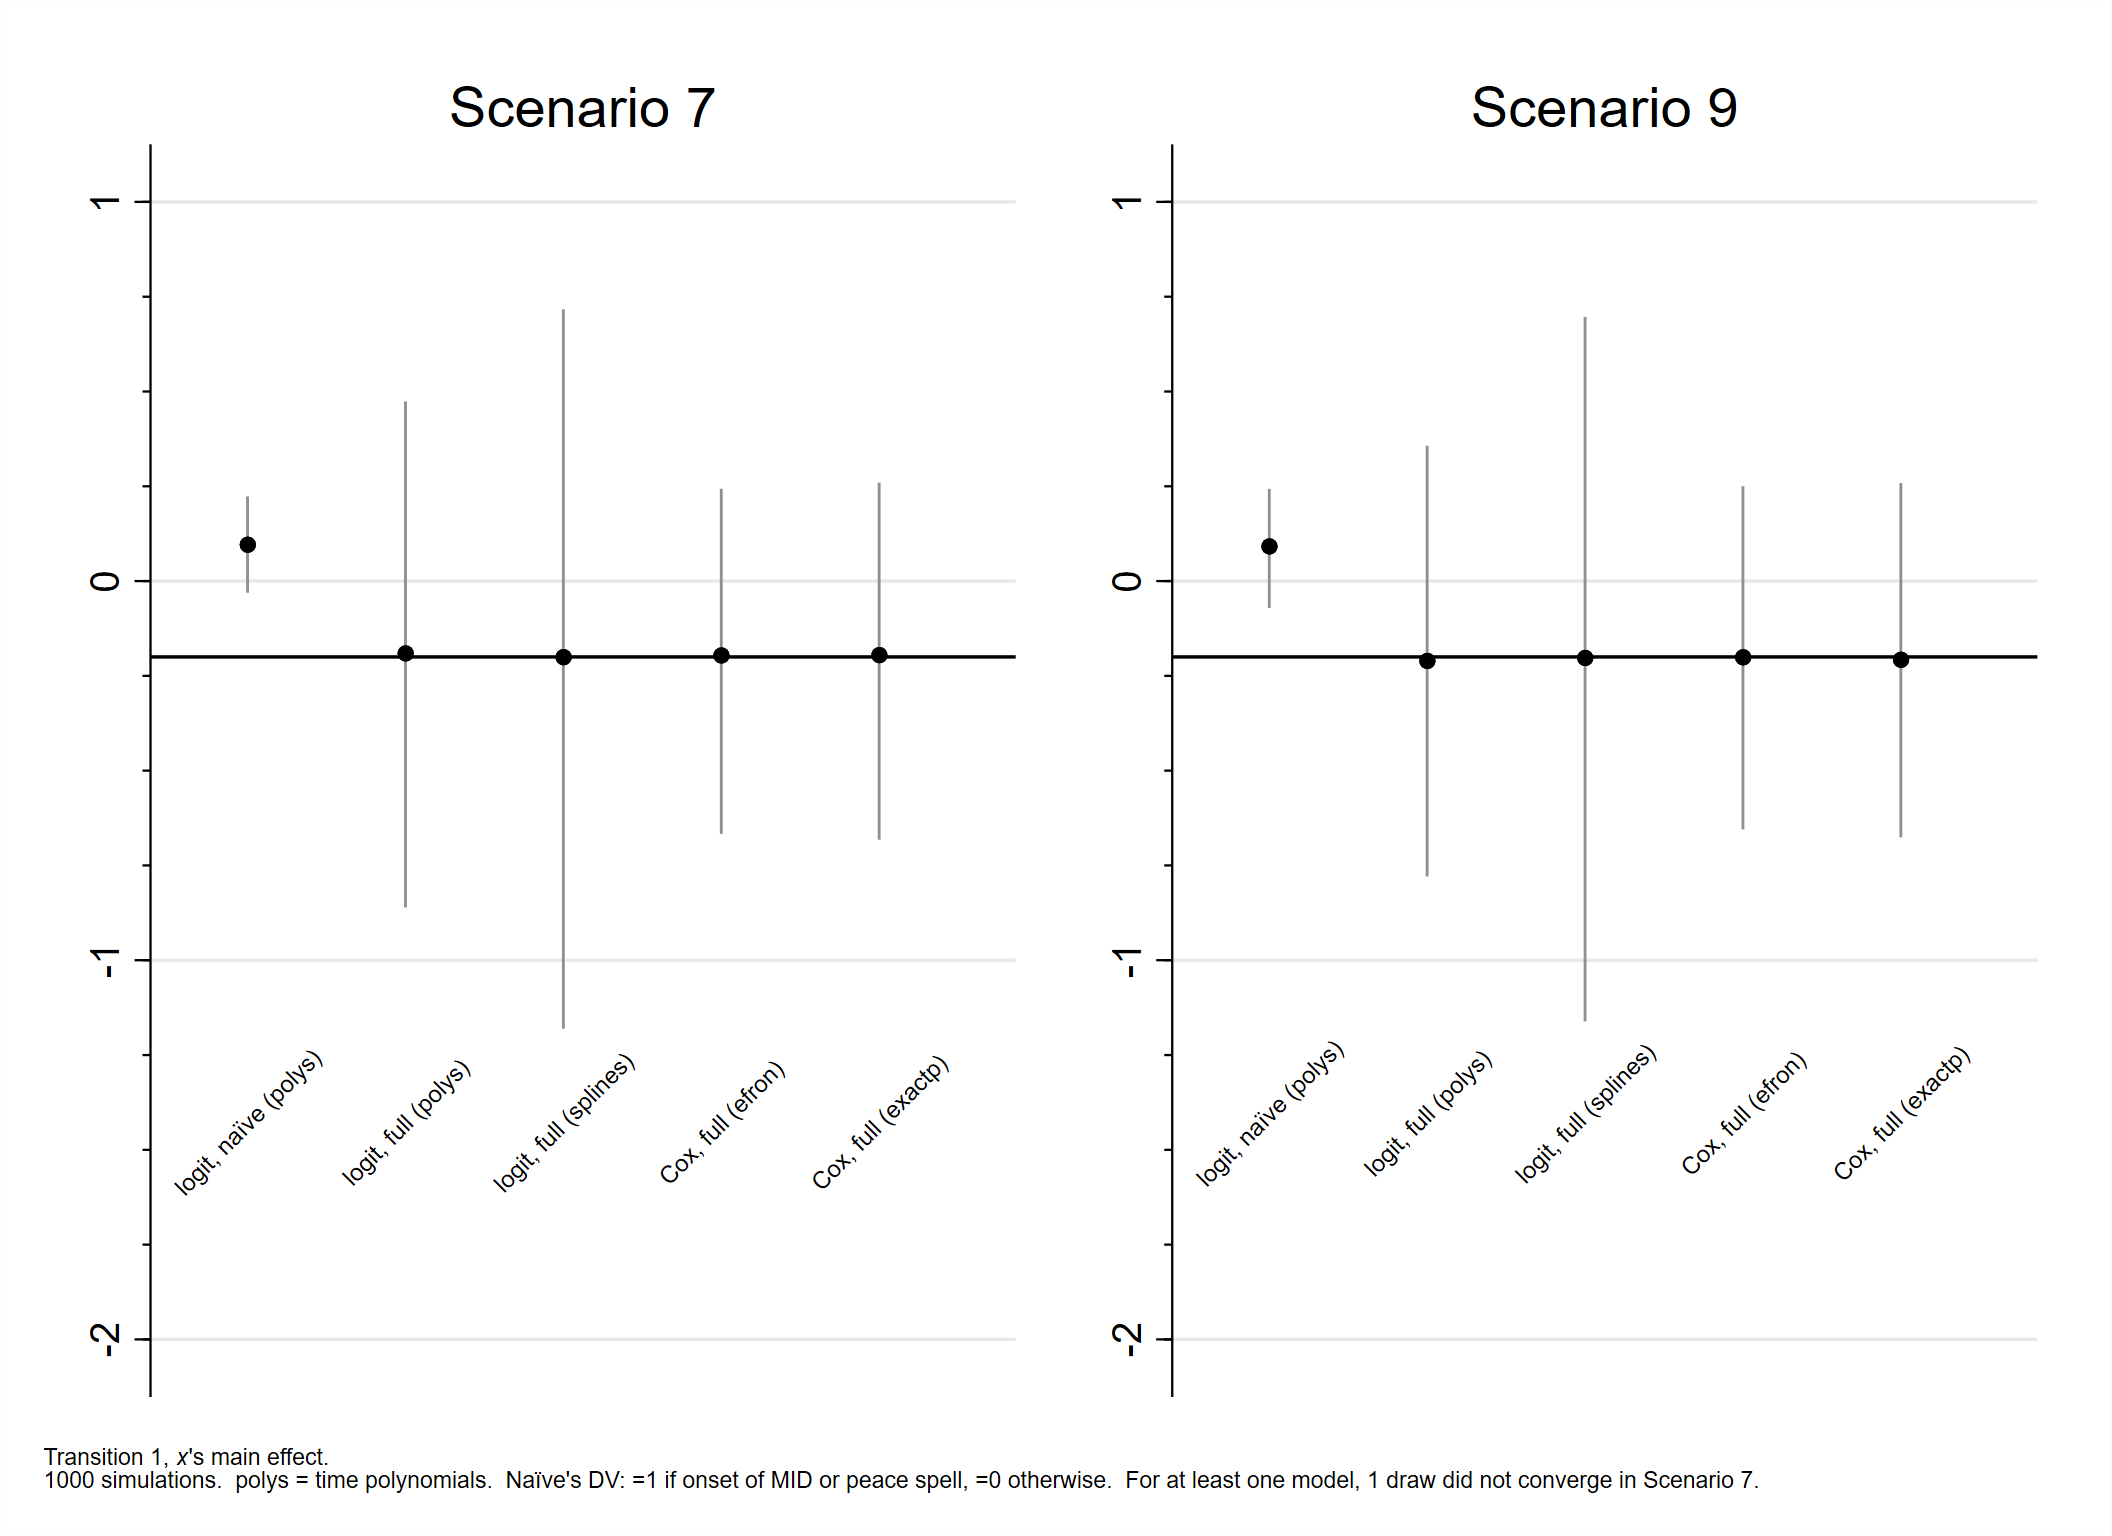 Scenario 7
1
0
-1
-2
logit, naïve (polys)
logit, full (polys)
logit, full (splines)
Cox, full (efron)
Cox, full (exactp)
Scenario 9
1
0
-1
-2
logit, naïve (polys)
logit, full (polys)
logit, full (splines)
Cox, full (efron)
Cox, full (exactp)
Transition 1, x's main effect.
1000 simulations.  polys = time polynomials.  Naïve's DV: =1 if onset of MID or peace spell, =0 otherwise.  For at least one model, 1 draw did not converge in Scenario 7.